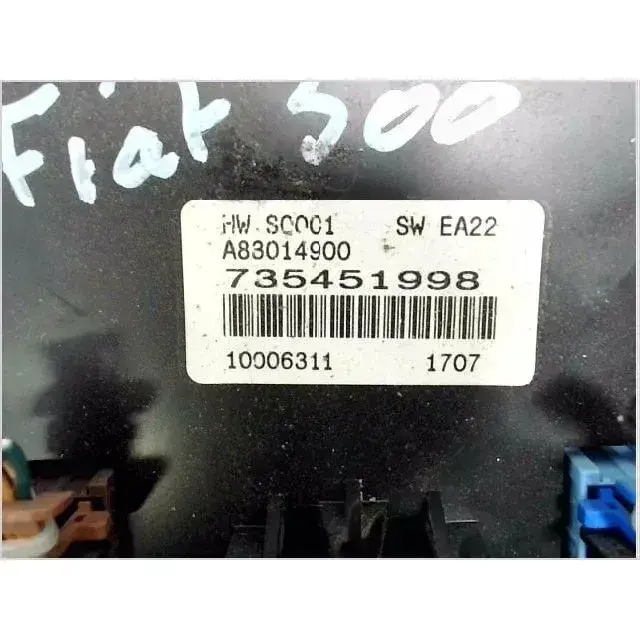 Fiat 500
HW SC001 SW EA22
A83014900
735451998
10006311 1707